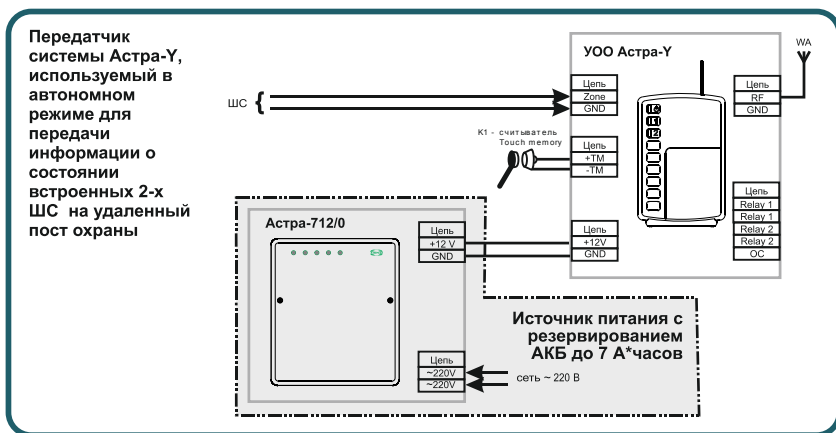 Передатчик
системы Астра-Y,
используемый в
автономном
режиме для
передачи
информации о
состоянии
встроенных 2-х
ШС на удаленный
пост охраны
УОО Астра-Y
WA
ШС {
Цепь
Zone
GND
Цепь
RF
GND
К1 - считыватель
Touch memory
Цепь
+TM
-TM
Цепь
Relay 1
Relay 1
Relay 2
Relay 2
OC
Астра-712/0
Цепь
+12 V
GND
Цепь
+12V
GND
Источник питания с
резервированием
АКБ до 7 А*часов
Цепь
~220V
~220V
сеть ~ 220 В